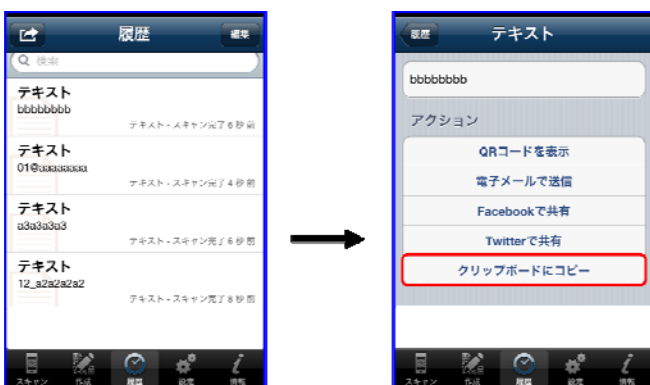 履歴
編集
検索
テキスト
bbbbbbbb
テキスト - スキャン完了 6 秒前
テキスト
01@aaaaaaaa
テキスト - スキャン完了 4 秒前
テキスト
a3a3a3a3
テキスト - スキャン完了 6 秒前
テキスト
12_a2a2a2a2
テキスト - スキャン完了 8 秒前
スキャン
作成
履歴
設定
情報
履歴
テキスト
bbbbbbbb
アクション
QRコードを表示
電子メールで送信
Facebookで共有
Twitterで共有
クリップボードにコピー
スキャン
作成
履歴
設定
情報